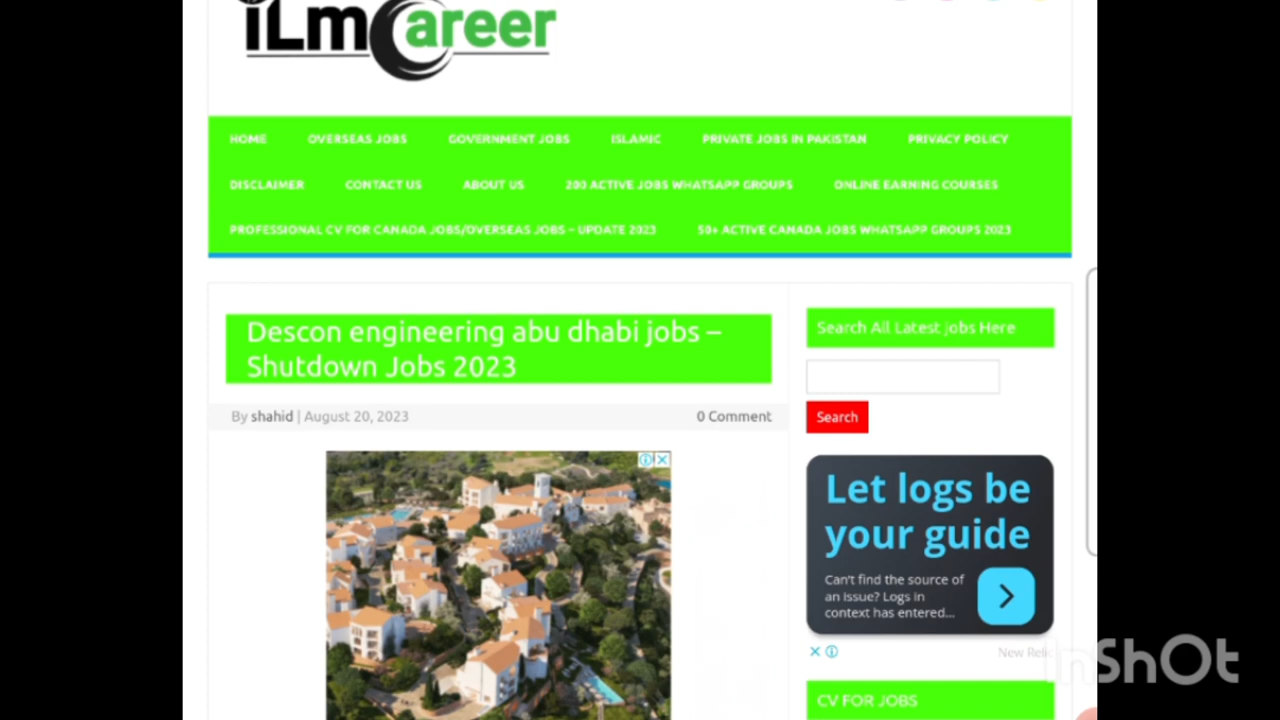 iLmCareer
HOME OVERSEAS JOBS GOVERNMENT JOBS ISLAMIC PRIVATE JOBS IN PAKISTAN PRIVACY POLICY
DISCLAIMER CONTACT US ABOUT US 200 ACTIVE JOBS WHATSAPP GROUPS ONLINE EARNING COURSES
PROFESSIONAL CV FOR CANADA JOBS/OVERSEAS JOBS – UPDATE 2023 50+ ACTIVE CANADA JOBS WHATSAPP GROUPS 2023
Descon engineering abu dhabi jobs –
Shutdown Jobs 2023
By shahid | August 20, 2023 0 Comment
Search All Latest jobs Here
Search
Let logs be
your guide
Can't find the source of
an issue? Logs in
context has entered...
New Relic
CV FOR JOBS
InShOt